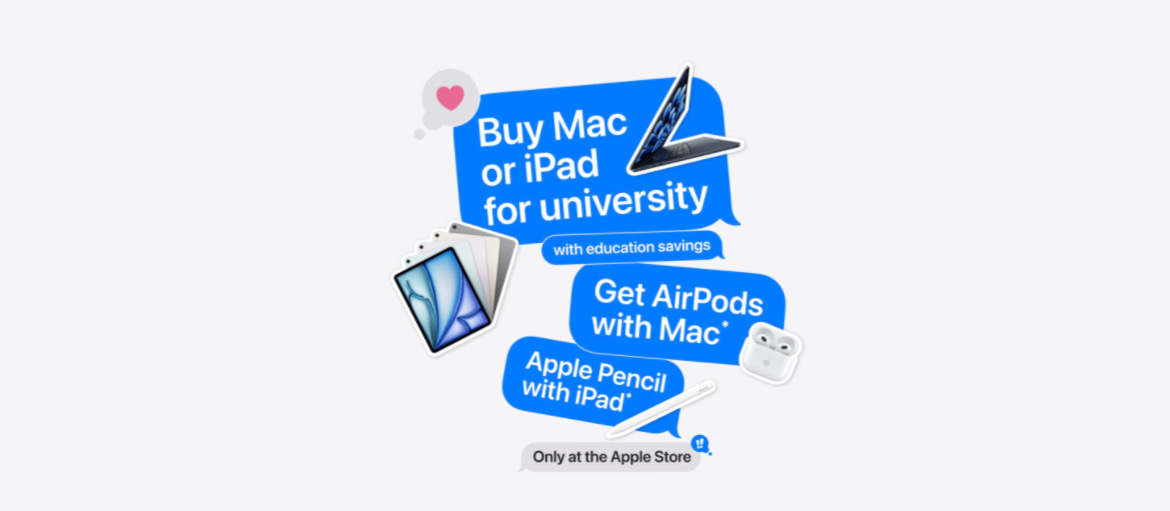 Buy Mac
or iPad
for university
with education savings
Get AirPods
with Mac*
Apple Pencil
with iPad*
!!
Only at the Apple Store